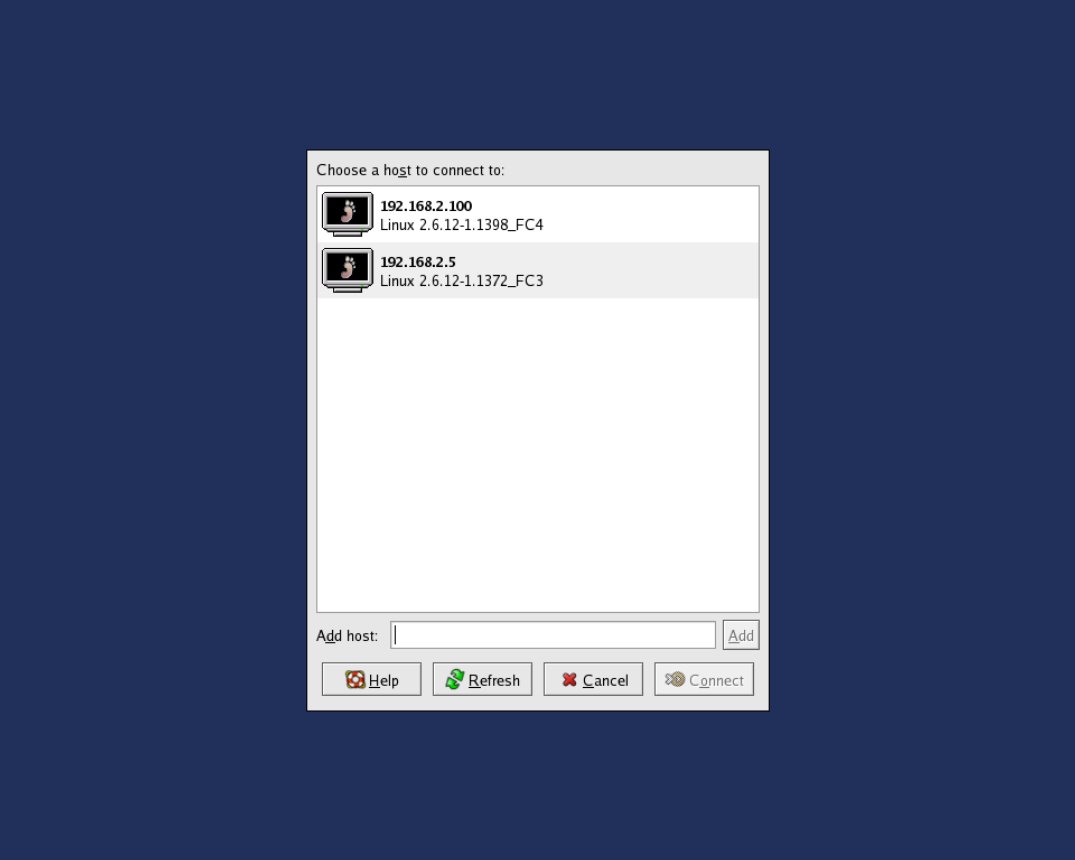 Choose a host to connect to:
192.168.2.100
Linux 2.6.12-1.1398_FC4
192.168.2.5
Linux 2.6.12-1.1372_FC3
Add host:
Add
Help
Refresh
Cancel
Connect